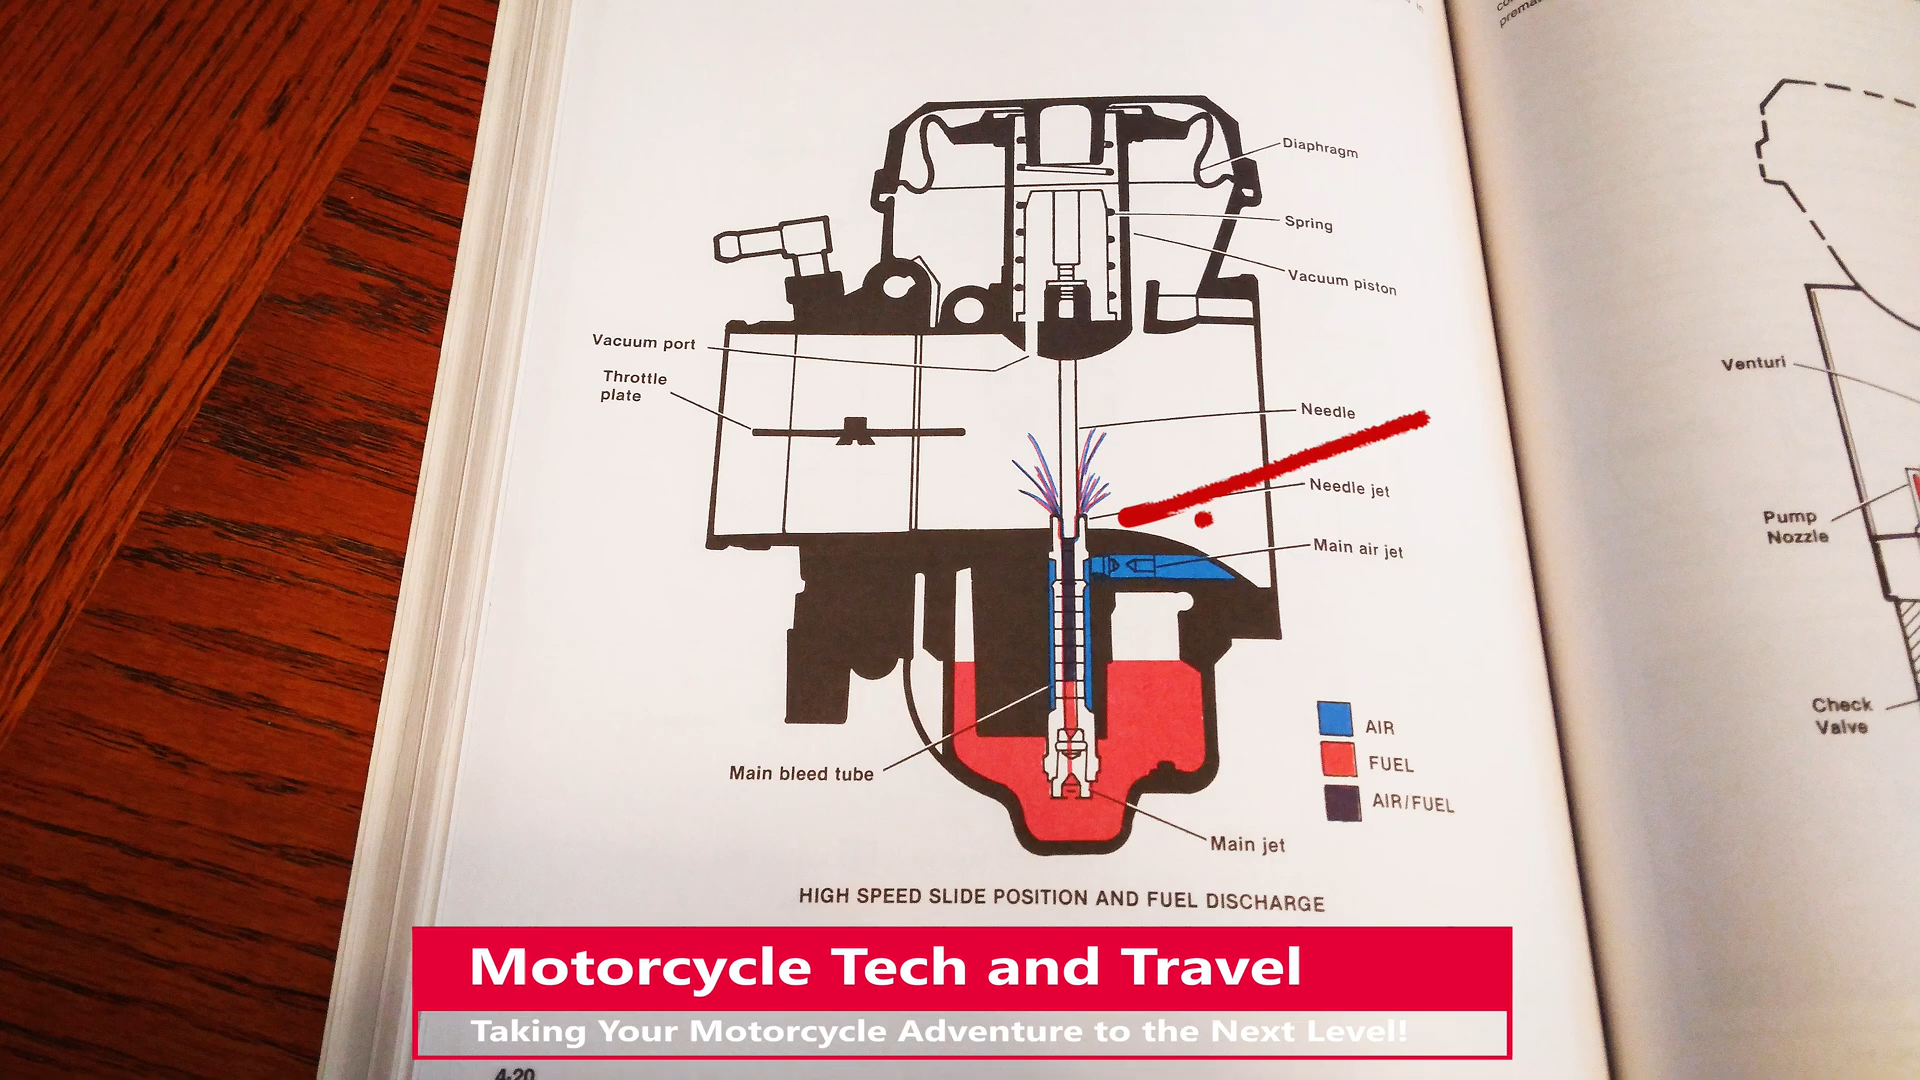 Diaphragm
Spring
Vacuum piston
Vacuum port
Throttle
plate
Needle
Needle jet
Main air jet
Main bleed tube
Main jet
AIR
FUEL
AIR/FUEL
HIGH SPEED SLIDE POSITION AND FUEL DISCHARGE
Motorcycle Tech and Travel
Taking Your Motorcycle Adventure to the Next Level!
4-20
Venturi
Pump
Nozzle
Check
Valve